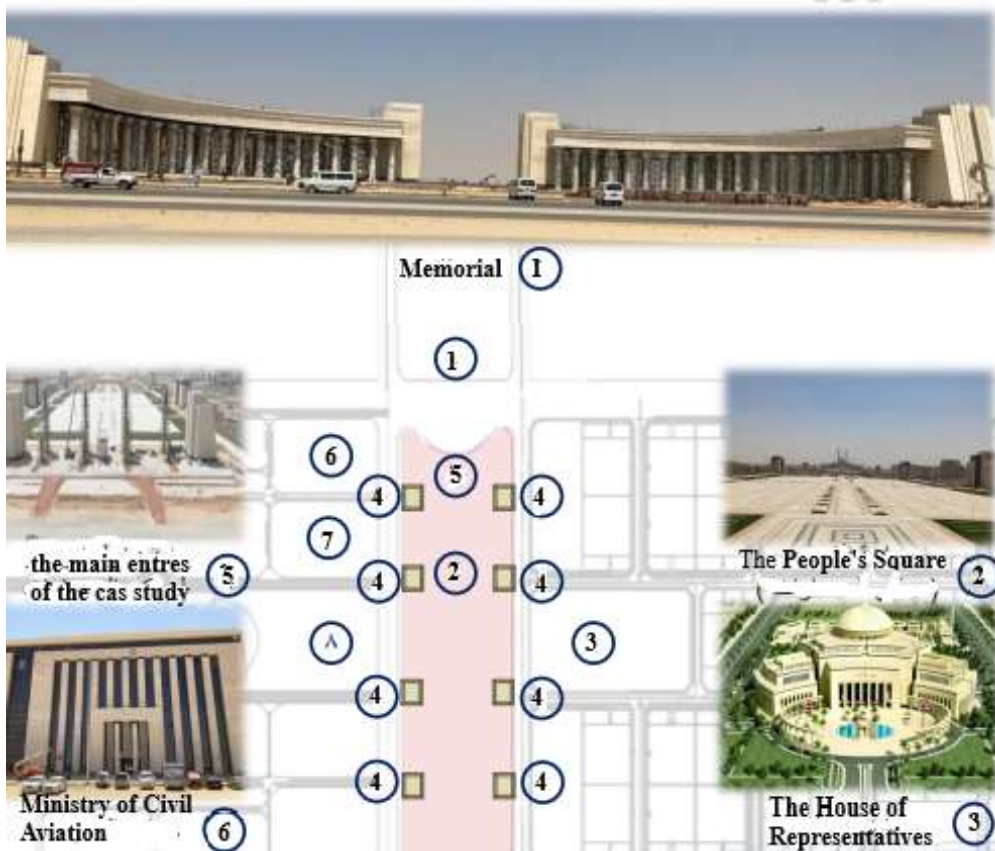 Memorial 1
1
6
5
4
4
7
the main entres
of the cas study
5
4
2
4
The People's Square
2
٨
3
4
4
Ministry of Civil
Aviation
6
4
4
The House of
Representatives
3